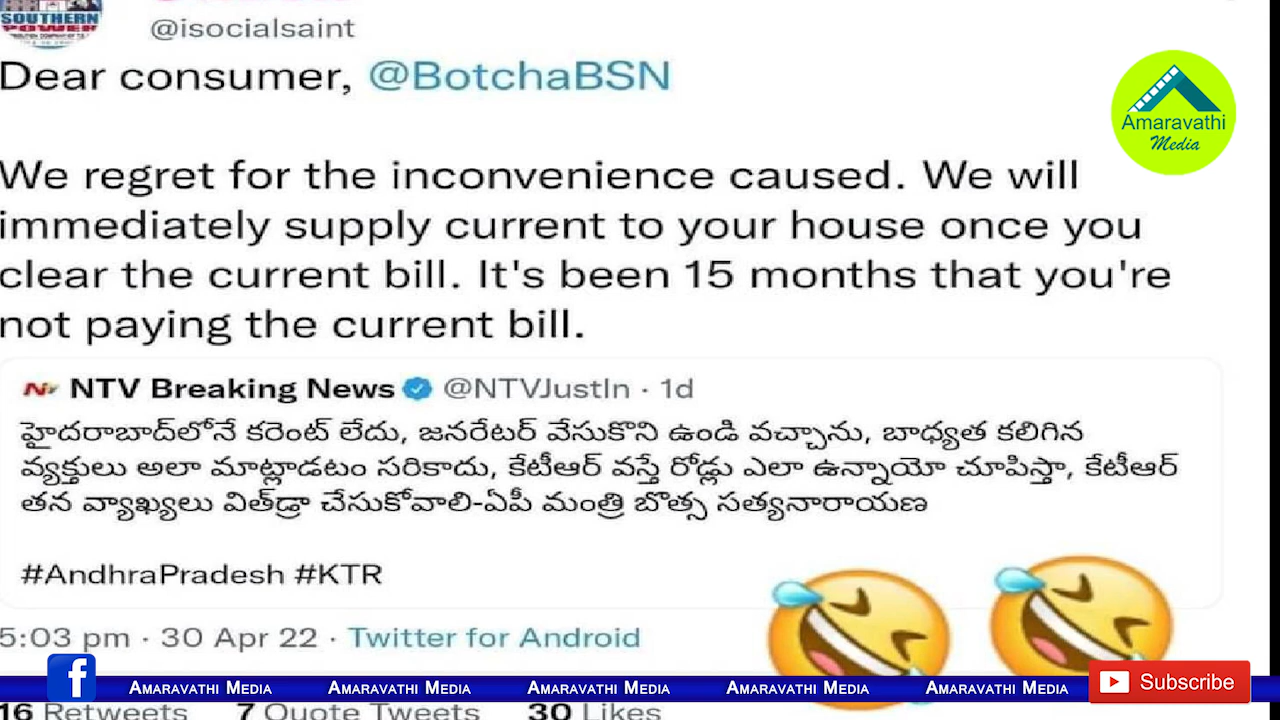 SOUTHERN
POWER
@isocialsaint
Dear consumer, @BotchaBSN
Amaravathi
Media
We regret for the inconvenience caused. We will
immediately supply current to your house once you
clear the current bill. It's been 15 months that you're
not paying the current bill.
NTV Breaking News @NTVJustIn · 1d
హైదరాబాద్‌లోనే కరెంట్ లేదు, జనరేటర్ వేసుకొని ఉండి వచ్చాను, బాధ్యత కలిగిన
వ్యక్తులు అలా మాట్లాడటం సరికాదు, కేటీఆర్ వస్తే రోడ్లు ఎలా ఉన్నాయో చూపిస్తా, కేటీఆర్
తన వ్యాఖ్యలు విత్‌డ్రా చేసుకోవాలి-ఏపీ మంత్రి బొత్స సత్యనారాయణ
#AndhraPradesh #KTR
5:03 pm · 30 Apr 22 · Twitter for Android
f Amaravathi Media Amaravathi Media Amaravathi Media Amaravathi Media Amaravathi Media Subscribe
16 Retweets 7 Quote Tweets 30 Likes